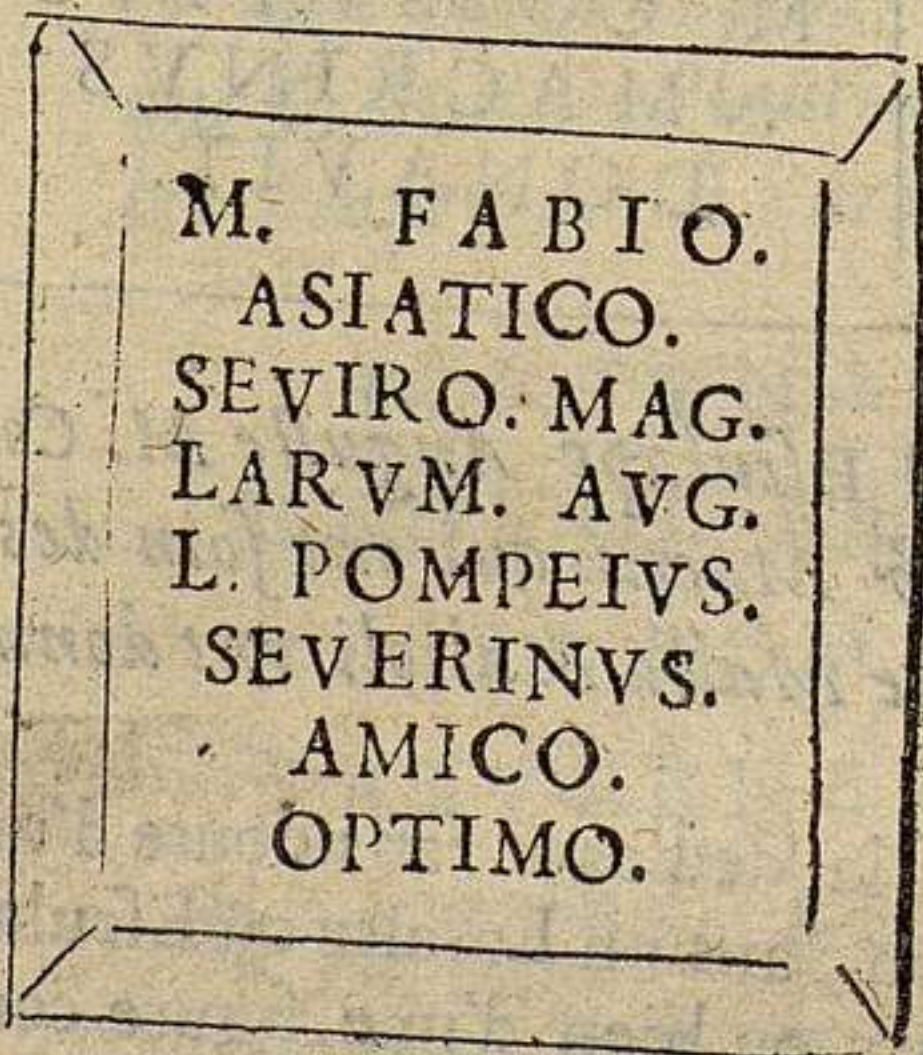 M. FABIO.
ASIATICO.
SEVIRO. MAG.
LARVM. AVG.
L. POMPEIVS.
SEVERINVS.
AMICO.
OPTIMO.